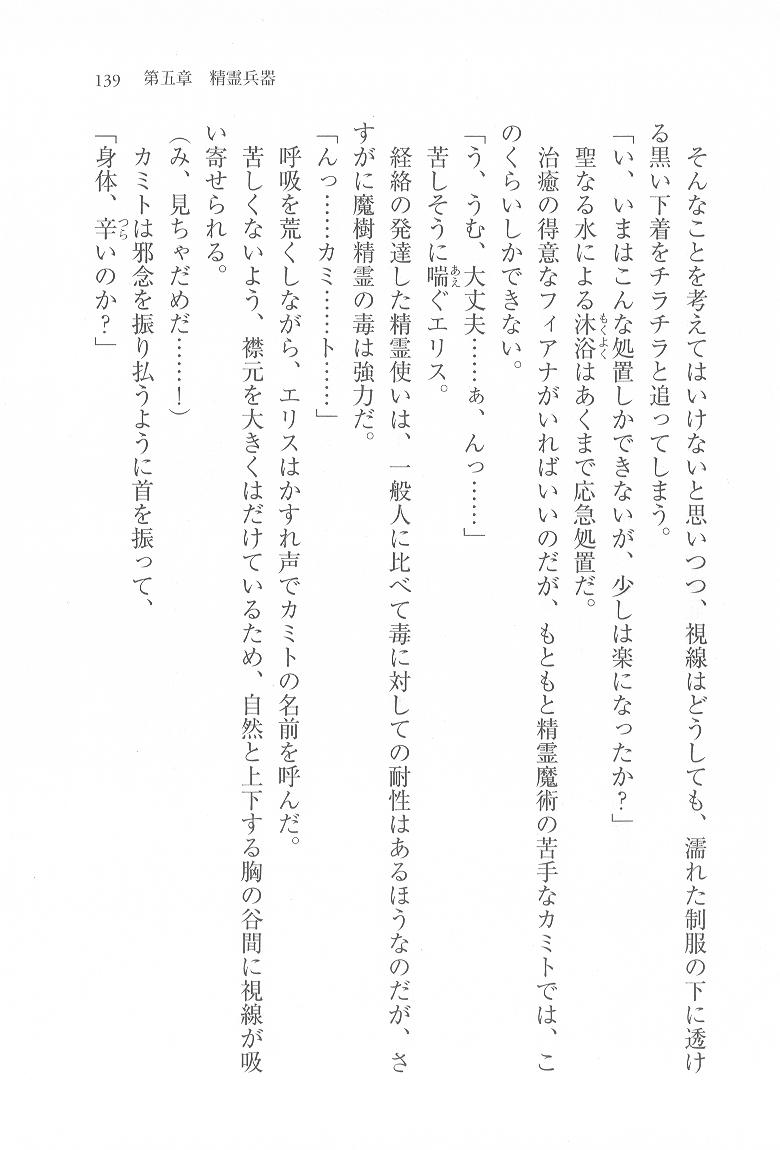 139　第五章　精霊兵器
　そんなことを考えてはいけないと思いつつ、視線はどうしても、濡れた制服の下に透け
る黒い下着をチラチラと追ってしまう。
「い、いまはこんな処置しかできないが、少しは楽になったか？」
　聖なる水による沐浴はあくまで応急処置だ。
　治癒の得意なフィアナがいればいいのだが、もともと精霊魔術の苦手なカミトでは、こ
のくらいしかできない。
「う、うむ、大丈夫……ぁ、んっ……」
　苦しそうに喘ぐエリス。
　経絡の発達した精霊使いは、一般人に比べて毒に対しての耐性はあるほうなのだが、さ
すがに魔樹精霊の毒は強力だ。
「んっ……カミ……ト……」
　呼吸を荒くしながら、エリスはかすれ声でカミトの名前を呼んだ。
　苦しくないよう、襟元を大きくはだけているため、自然と上下する胸の谷間に視線が吸
い寄せられる。
（み、見ちゃだめだ……！）
　カミトは邪念を振り払うように首を振って、
「身体、辛いのか？」
もくよく
あえ
つら